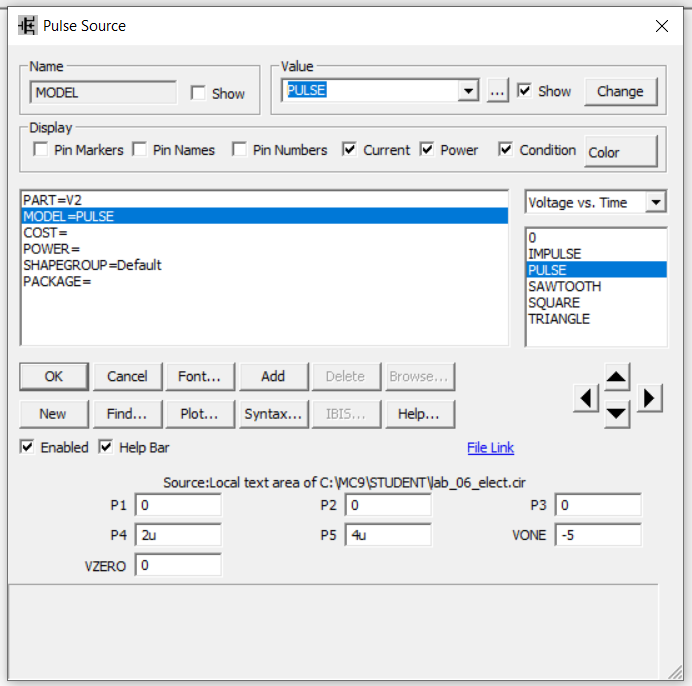 Pulse Source
Name
Value
MODEL
Show
PULSE
...
Show
Change
Display
Pin Markers
Pin Names
Pin Numbers
Current
Power
Condition
Color
PART=V2
MODEL=PULSE
COST=
POWER=
SHAPEGROUP=Default
PACKAGE=
Voltage vs. Time
0
IMPULSE
PULSE
SAWTOOTH
SQUARE
TRIANGLE
OK
Cancel
Font...
Add
Delete
Browse...
New
Find...
Plot...
Syntax...
IBIS...
Help...
Enabled
Help Bar
File Link
Source:Local text area of C:\MC9\STUDENT\lab_06_elect.cir
P1 0
P2 0
P3 0
P4 2u
P5 4u
VONE -5
VZERO 0